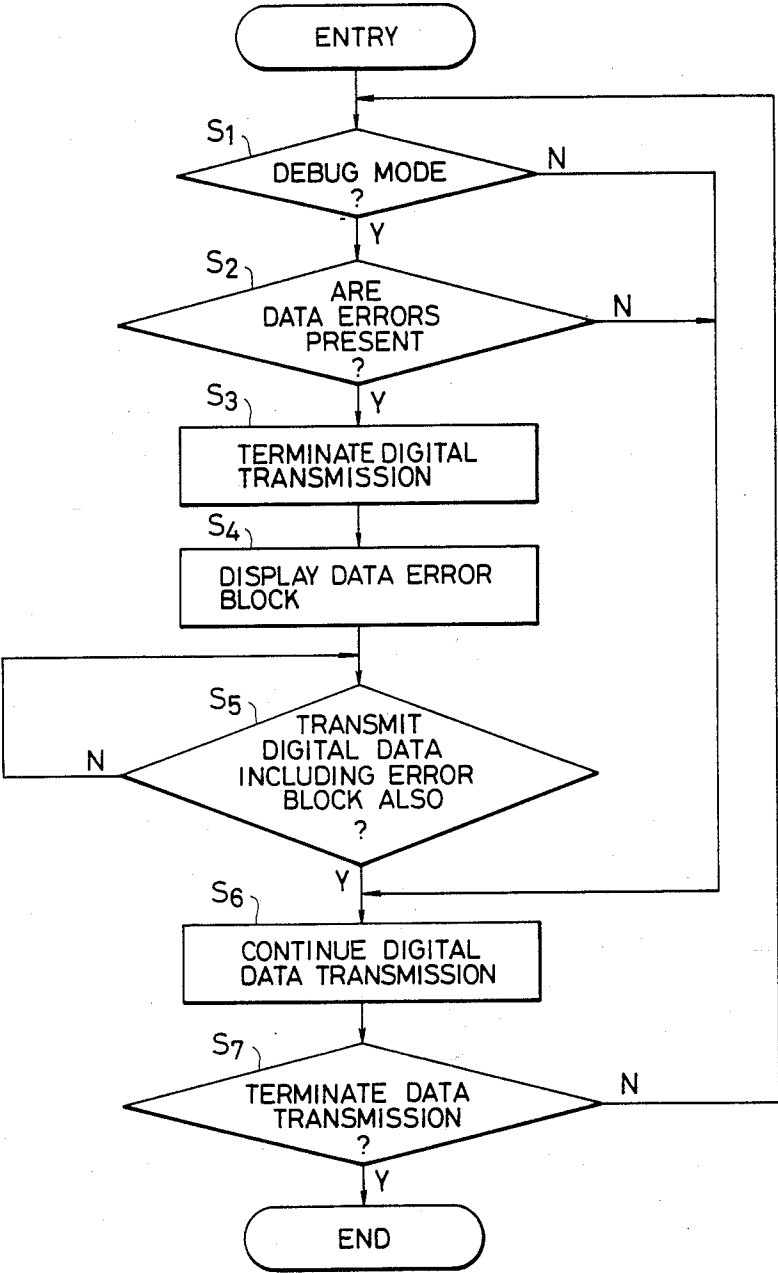 ENTRY
S1
DEBUG MODE
?
N
Y
S2
ARE
DATA ERRORS
PRESENT
?
N
Y
S3
TERMINATE DIGITAL
TRANSMISSION
S4
DISPLAY DATA ERROR
BLOCK
S5
TRANSMIT
DIGITAL DATA
INCLUDING ERROR
BLOCK ALSO
?
N
Y
S6
CONTINUE DIGITAL
DATA TRANSMISSION
S7
TERMINATE DATA
TRANSMISSION
?
N
Y
END